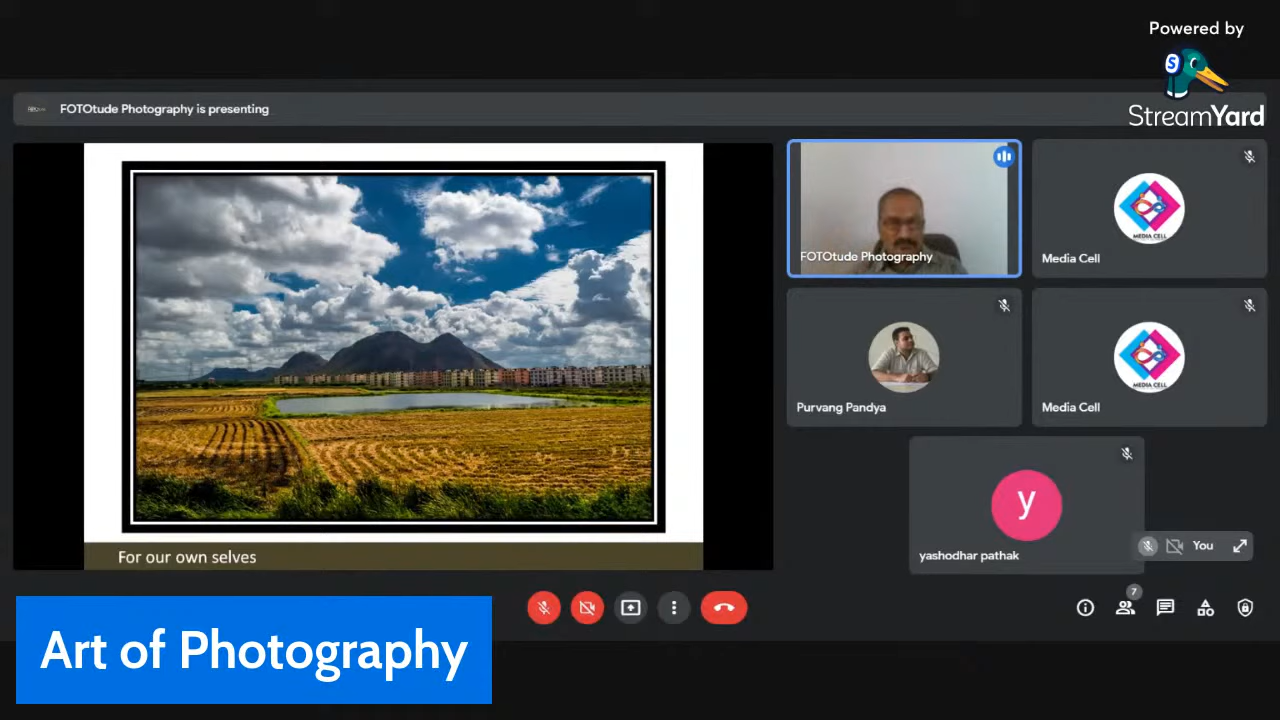 Powered by
S
StreamYard
FOTOtude Photography is presenting
FOTOtude Photography
MEDIA CELL
Media Cell
Purvang Pandya
MEDIA CELL
Media Cell
y
yashodhar pathak
You
For our own selves
7
Art of Photography